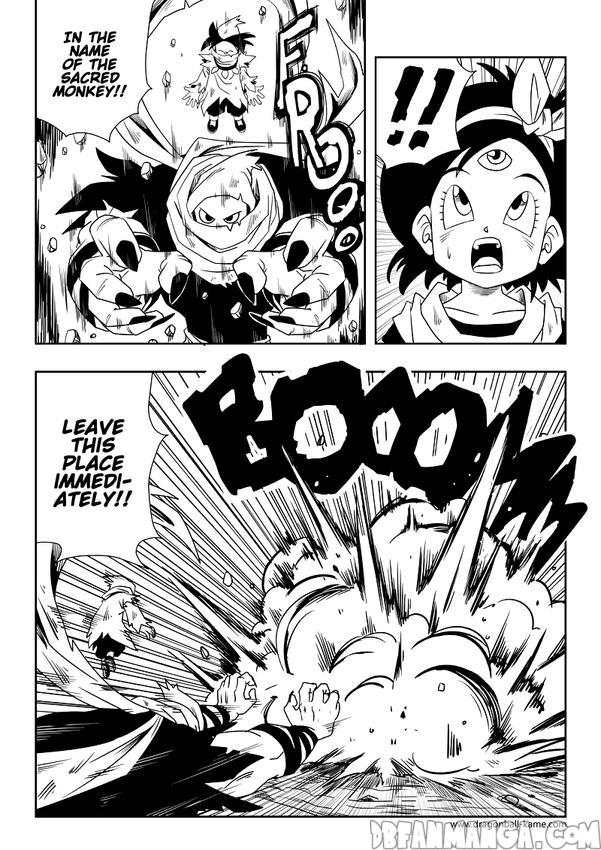 IN THE
NAME
OF THE
SACRED
MONKEY!!
!!
BOOOM
LEAVE
THIS
PLACE
IMMEDI-
ATELY!!
www.dragonball-kame.com
DBFANMANGA.COM